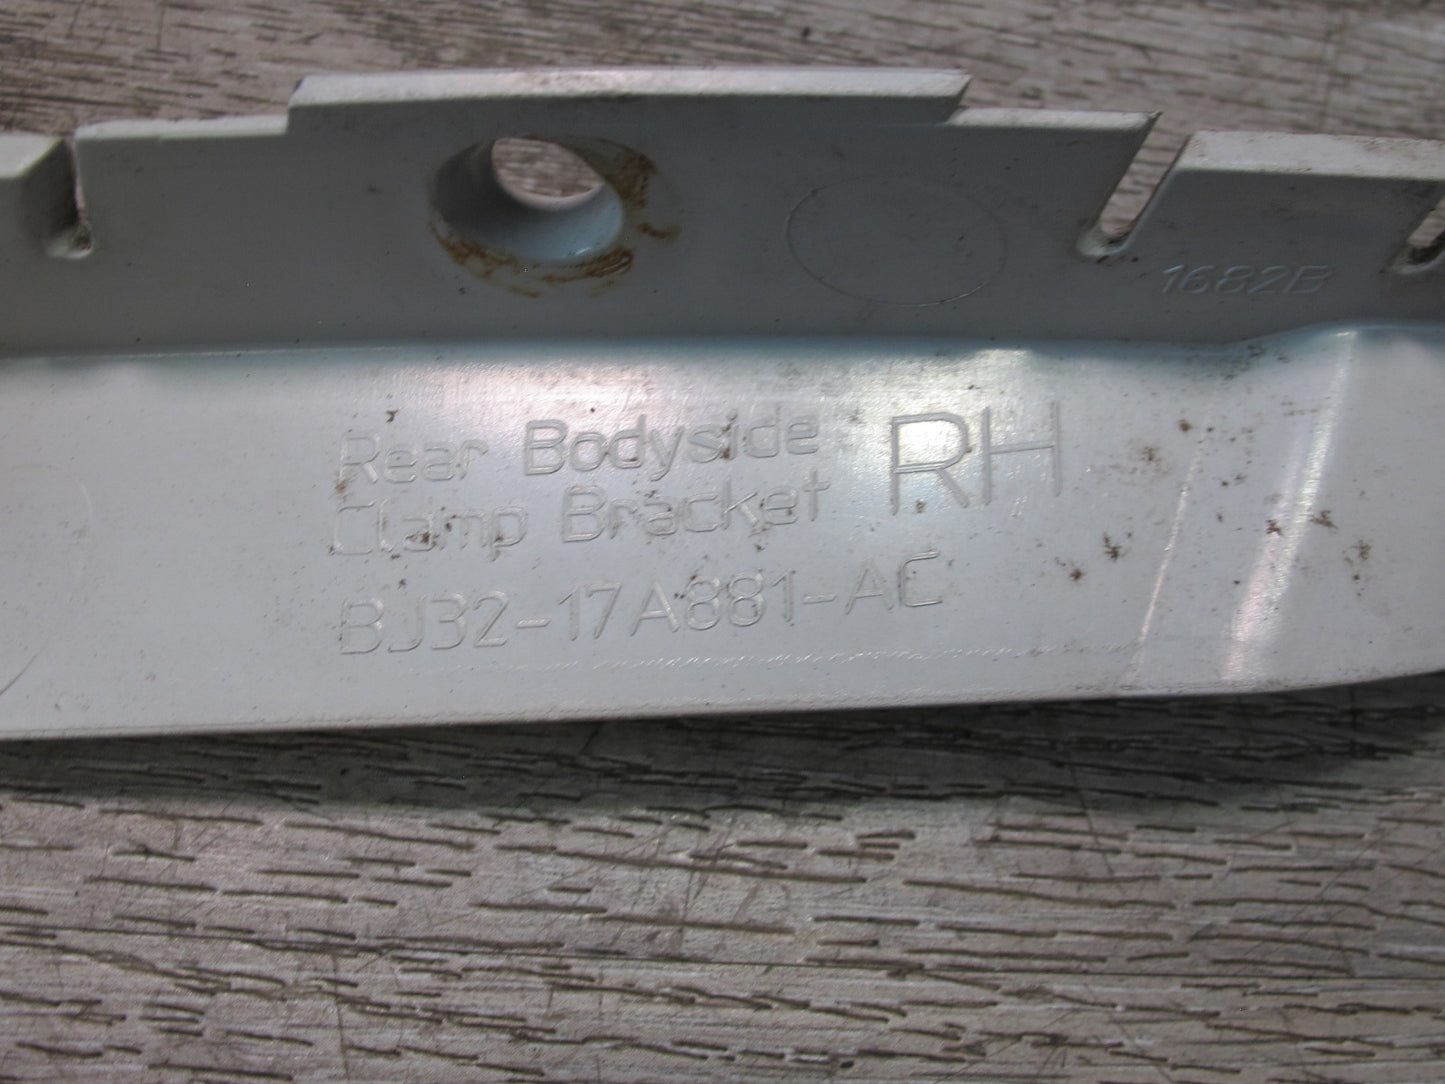 1682B
Rear Bodyside
Clamp Bracket
RH
BJ32-17A881-AC